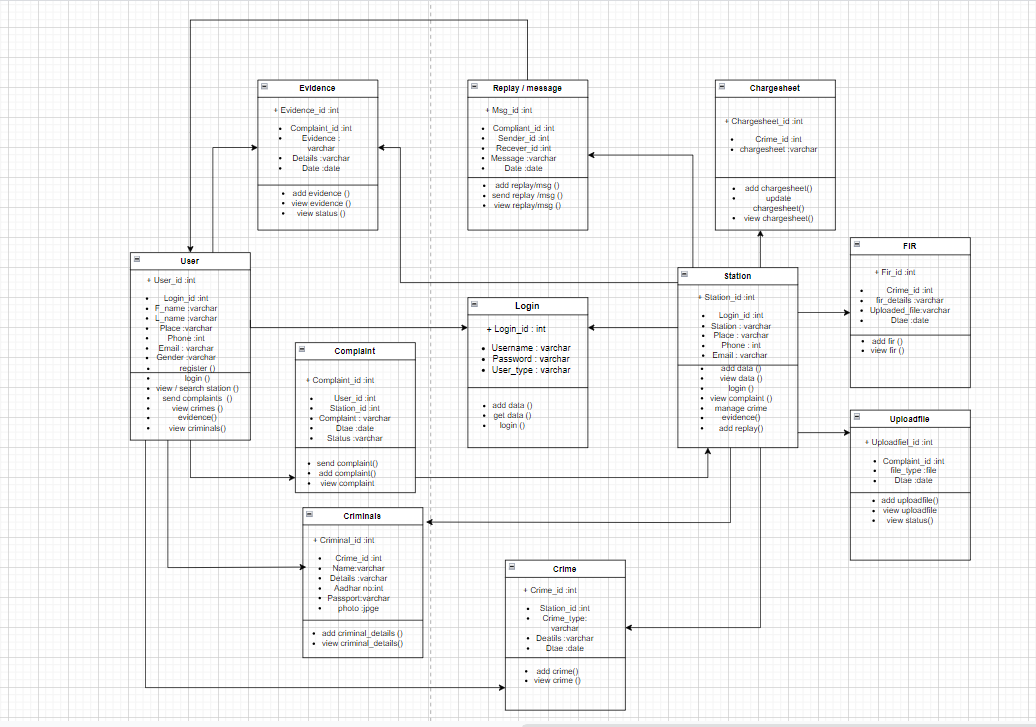 Evidence
+ Evidence_id :int
Complaint_id :int
Evidence :
varchar
Details :varchar
Date :date
add evidence ()
view evidence ()
view status ()
Replay / message
+ Msg_id :int
Compliant_id :int
Sender_id :int
Recever_id :int
Message :varchar
Date :date
add replay/msg ()
send replay /msg ()
view replay/msg ()
Chargesheet
+ Chargesheet_id :int
Crime_id :int
chargesheet :varchar
add chargesheet()
update
chargesheet()
view chargesheet()
User
+ User_id :int
Login_id :int
F_name :varchar
L_name :varchar
Place :varchar
Phone :int
Email : varchar
Gender :varchar
register ()
login ()
view / search station ()
send complaints ()
view crimes ()
evidence()
view criminals()
Login
+ Login_id : int
Username : varchar
Password : varchar
User_type : varchar
add data ()
get data ()
login ()
Station
+ Station_id :int
Login_id :int
Station : varchar
Place : varchar
Phone : int
Email : varchar
add data ()
view data ()
login ()
view complaint ()
manage crime
evidence()
add replay()
FIR
+ Fir_id :int
Crime_id :int
fir_details :varchar
Uploaded_file:varchar
Dtae :date
add fir ()
view fir ()
Complaint
+ Complaint_id :int
User_id :int
Station_id :int
Complaint : varchar
Dtae :date
Status :varchar
send complaint()
add complaint()
view complaint
Uploadfile
+ Uploadfiel_id :int
Complaint_id :int
file_type :file
Dtae :date
add uploadfile()
view uploadfile
view status()
Criminals
+ Criminal_id :int
Crime_id :int
Name:varchar
Details :varchar
Aadhar no:int
Passport:varchar
photo :jpge
add criminal_details ()
view criminal_details()
Crime
+ Crime_id :int
Station_id :int
Crime_type:
varchar
Deatils :varchar
Dtae :date
add crime()
view crime ()